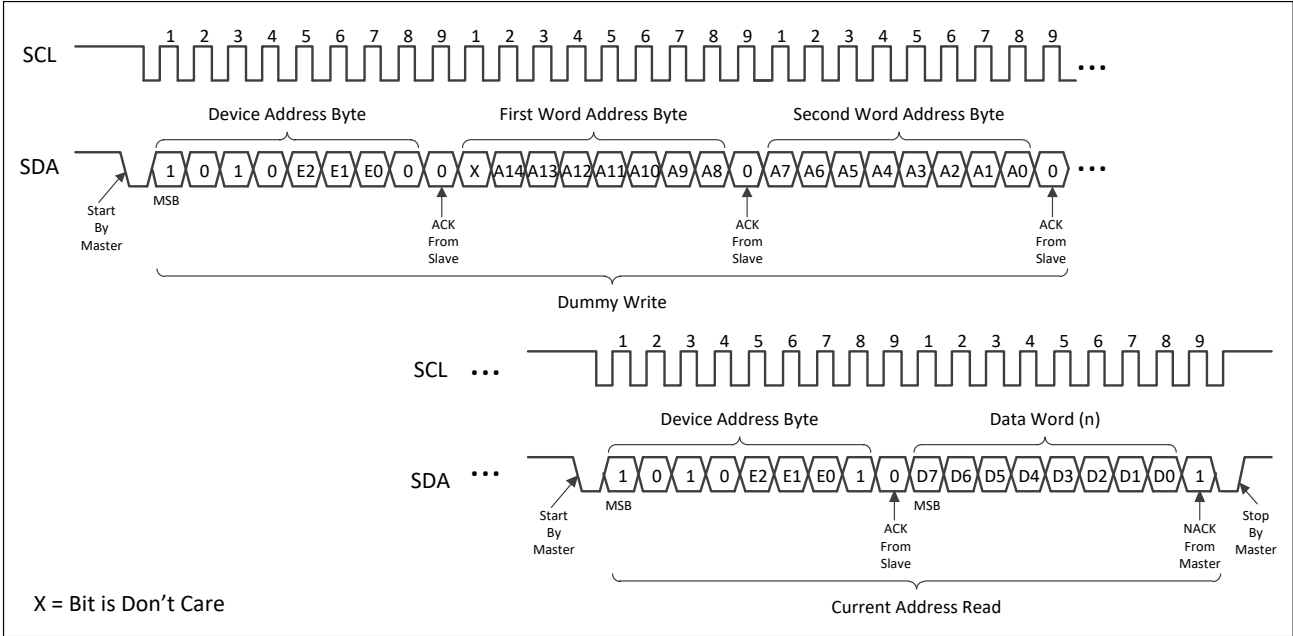 SCL 1 2 3 4 5 6 7 8 9 1 2 3 4 5 6 7 8 9 1 2 3 4 5 6 7 8 9 •••
Device Address Byte First Word Address Byte Second Word Address Byte
SDA 1 0 1 0 E2 E1 E0 0 0 X A14 A13 A12 A11 A10 A9 A8 0 A7 A6 A5 A4 A3 A2 A1 A0 0 •••
MSB
Start
By
Master
ACK
From
Slave
ACK
From
Slave
ACK
From
Slave
Dummy Write
SCL ••• 1 2 3 4 5 6 7 8 9 1 2 3 4 5 6 7 8 9
Device Address Byte Data Word (n)
SDA ••• 1 0 1 0 E2 E1 E0 1 0 D7 D6 D5 D4 D3 D2 D1 D0 1
MSB MSB
Start
By
Master
ACK
From
Slave
NACK
From
Master
Stop
By
Master
Current Address Read
X = Bit is Don’t Care